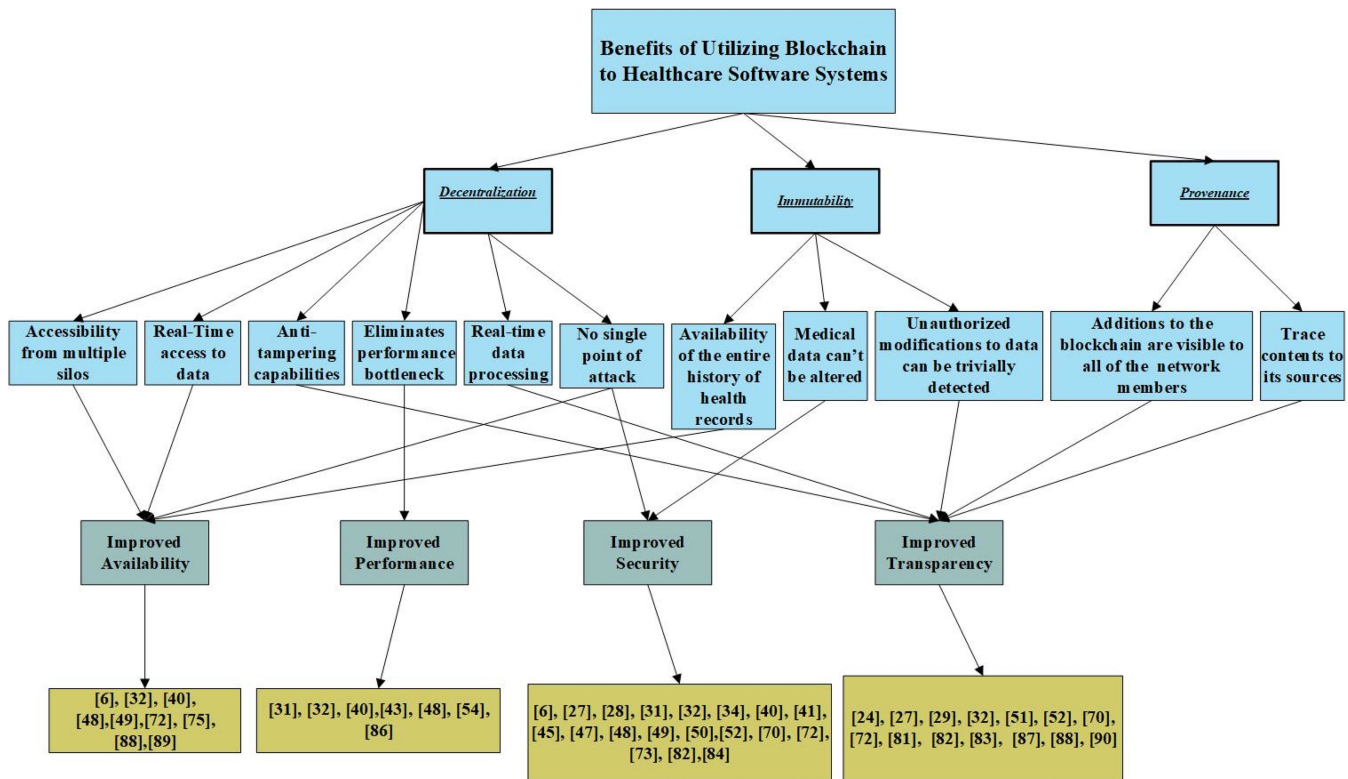 Benefits of Utilizing Blockchain
to Healthcare Software Systems
Decentralization
Immutability
Provenance
Accessibility
from multiple
silos
Real-Time
access to
data
Anti-
tampering
capabilities
Eliminates
performance
bottleneck
Real-time
data
processing
No single
point of
attack
Availability
of the entire
history of
health
records
Medical
data can't
be altered
Unauthorized
modifications to data
can be trivially
detected
Additions to the
blockchain are visible to
all of the network
members
Trace
contents to
its sources
Improved
Availability
Improved
Performance
Improved
Security
Improved
Transparency
[6], [32], [40],
[48],[49],[72], [75],
[88],[89]
[31], [32], [40],[43], [48], [54],
[86]
[6], [27], [28], [31], [32], [34], [40], [41],
[45], [47], [48], [49], [50],[52], [70], [72],
[73], [82],[84]
[24], [27], [29], [32], [51], [52], [70],
[72], [81], [82], [83], [87], [88], [90]